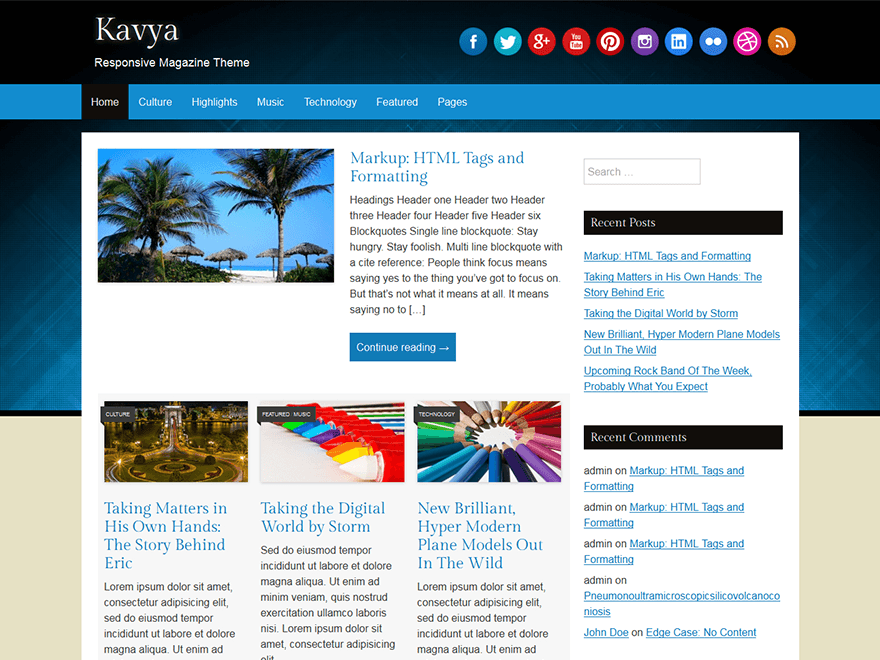 Kavya
Responsive Magazine Theme
You
Tube
Home Culture Highlights Music Technology Featured Pages
Markup: HTML Tags and
Formatting
Headings Header one Header two Header
three Header four Header five Header six
Blockquotes Single line blockquote: Stay
hungry. Stay foolish. Multi line blockquote with
a cite reference: People think focus means
saying yes to the thing you’ve got to focus on.
But that’s not what it means at all. It means
saying no to […]
Continue reading →
CULTURE
Taking Matters in
His Own Hands:
The Story Behind
Eric
Lorem ipsum dolor sit amet,
consectetur adipisicing elit,
sed do eiusmod tempor
incididunt ut labore et dolore
magna aliqua. Ut enim ad
FEATURED MUSIC
Taking the Digital
World by Storm
Sed do eiusmod tempor
incididunt ut labore et dolore
magna aliqua. Ut enim ad
minim veniam, quis nostrud
exercitation ullamco laboris
nisi. Lorem ipsum dolor sit
amet, consectetur adipisicing
elit
TECHNOLOGY
New Brilliant,
Hyper Modern
Plane Models Out
In The Wild
Lorem ipsum dolor sit amet,
consectetur adipisicing elit,
sed do eiusmod tempor
incididunt ut labore et dolore
magna aliqua. Ut enim ad
Search …
Recent Posts
Markup: HTML Tags and Formatting
Taking Matters in His Own Hands: The
Story Behind Eric
Taking the Digital World by Storm
New Brilliant, Hyper Modern Plane Models
Out In The Wild
Upcoming Rock Band Of The Week,
Probably What You Expect
Recent Comments
admin on Markup: HTML Tags and
Formatting
admin on Markup: HTML Tags and
Formatting
admin on Markup: HTML Tags and
Formatting
admin on
Pneumonoultramicroscopicsilicovolcanoco
niosis
John Doe on Edge Case: No Content